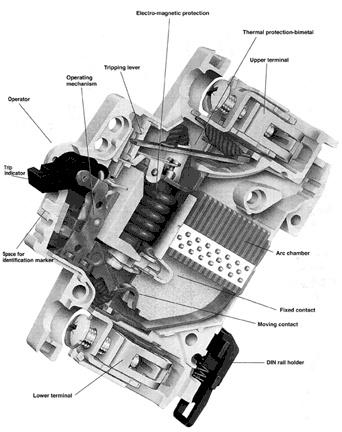 Electro-magnetic protection
Thermal protection-bimetal
Tripping lever
Upper terminal
Operating
mechanism
Operator
Trip
indicator
Space for
identification marker
Arc chamber
Fixed contact
Moving contact
DIN rail holder
Lower terminal